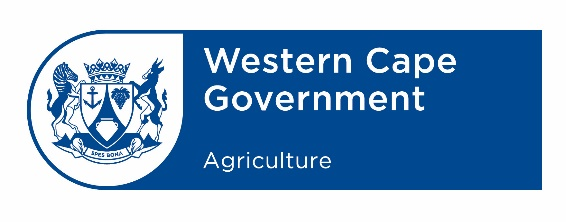 Western Cape
Government
Agriculture
SPES BONA